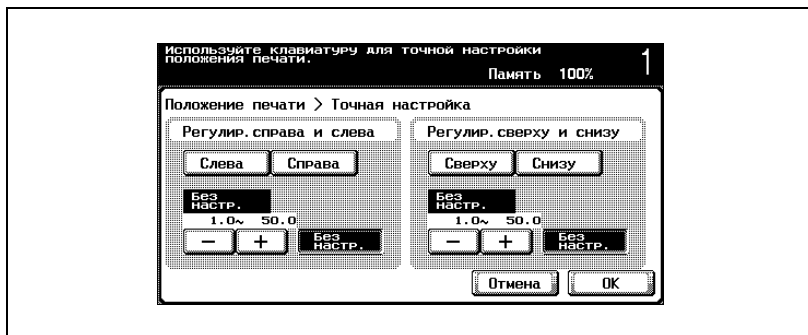 Используйте клавиатуру для точной настройки
положения печати.
Память 100% 1
Положение печати > Точная настройка
Регулир.справа и слева
Слева Справа
Без
настр.
1.0~ 50.0
− +
Без
настр.
Регулир.сверху и снизу
Сверху Снизу
Без
настр.
1.0~ 50.0
− +
Без
настр.
Отмена OK